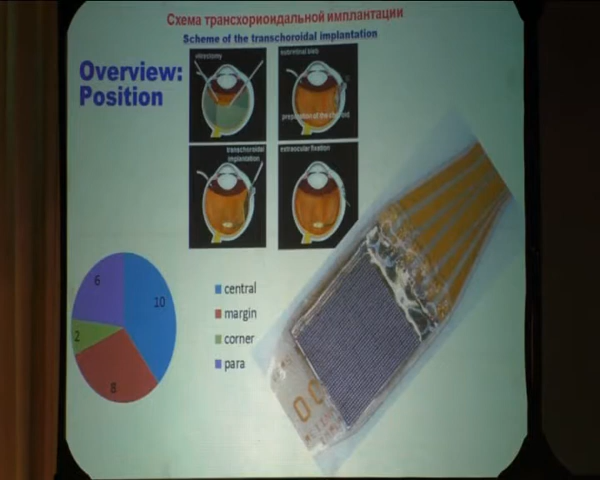 Схема трансхориоидальной имплантации
Scheme of the transchoroidal implantation
Overview:
Position
vitrectomy
subretinal bleb
preparation of the choroid
transchoroidal
implantation
extraocular fixation
6
10
2
8
central
margin
corner
para